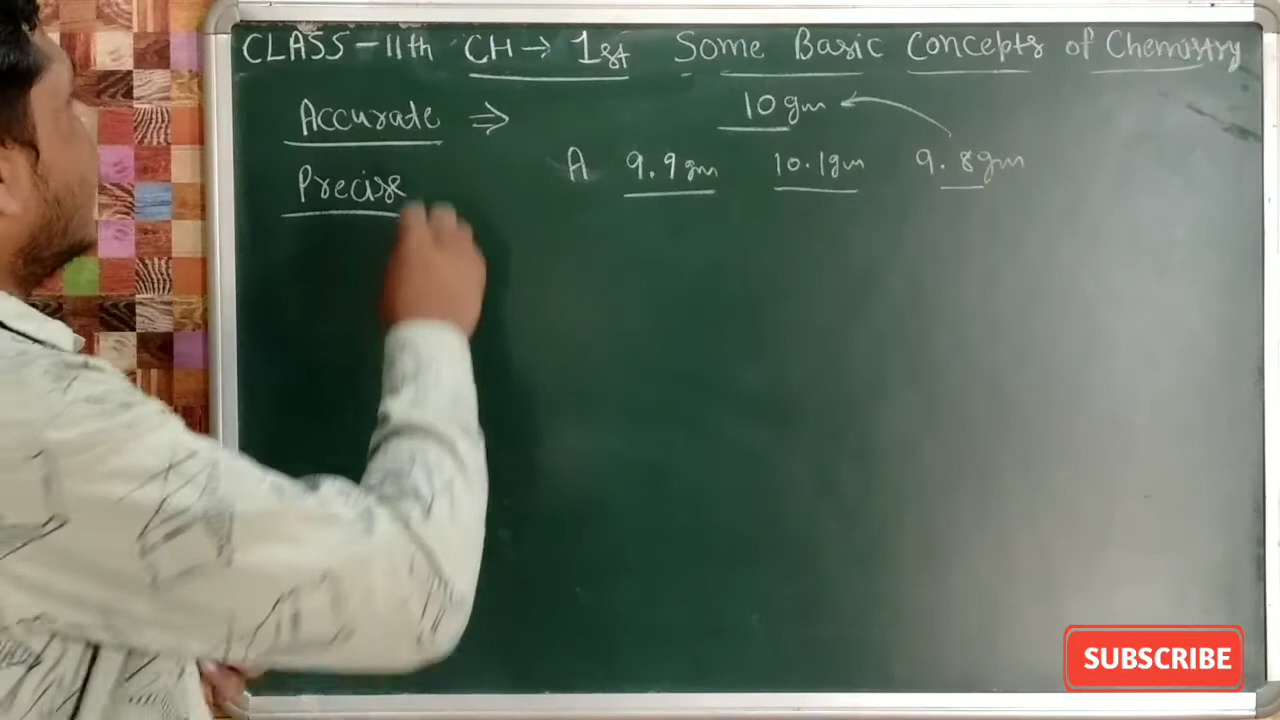 CLASS - 11th CH → 1st Some Basic Concepts of Chemistry
Accurate ⇒ 10 gm
A 9.9 gm 10.1 gm 9.8 gm
Precise
SUBSCRIBE